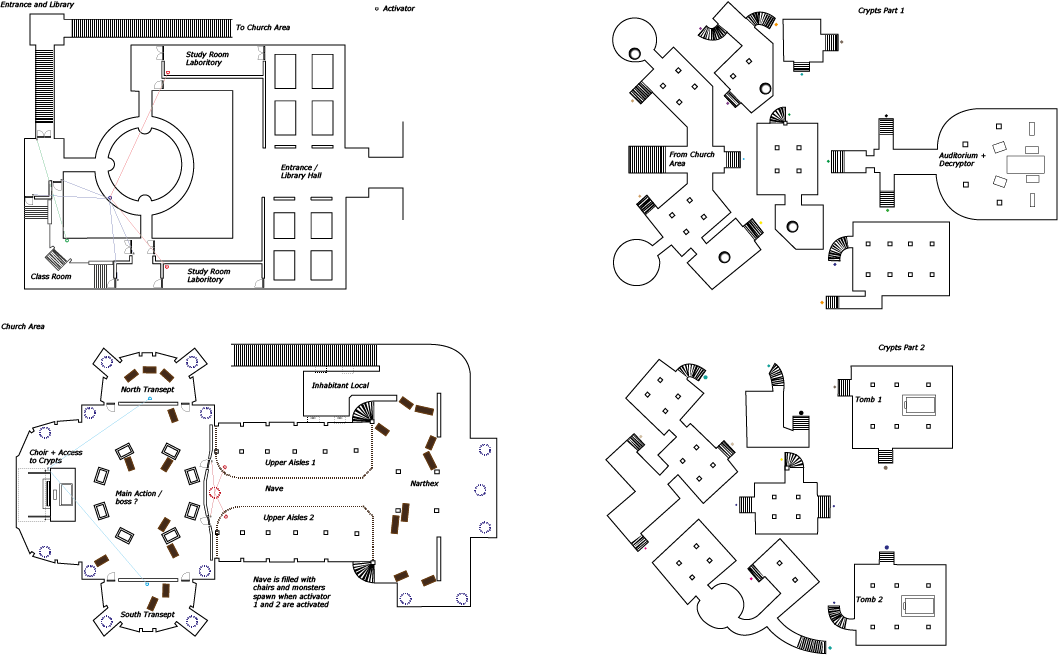 Entrance and Library
Activator
To Church Area
Study Room
Laboritory
Entrance /
Library Hall
Class Room
Study Room
Laboritory
Crypts Part 1
From Church
Area
Auditorium +
Decryptor
Church Area
North Transept
Inhabitant Local
Choir + Access
to Crypts
Main Action /
boss ?
Upper Aisles 1
Nave
Narthex
Upper Aisles 2
Nave is filled with
chairs and monsters
spawn when activator
1 and 2 are activated
South Transept
Crypts Part 2
Tomb 1
Tomb 2